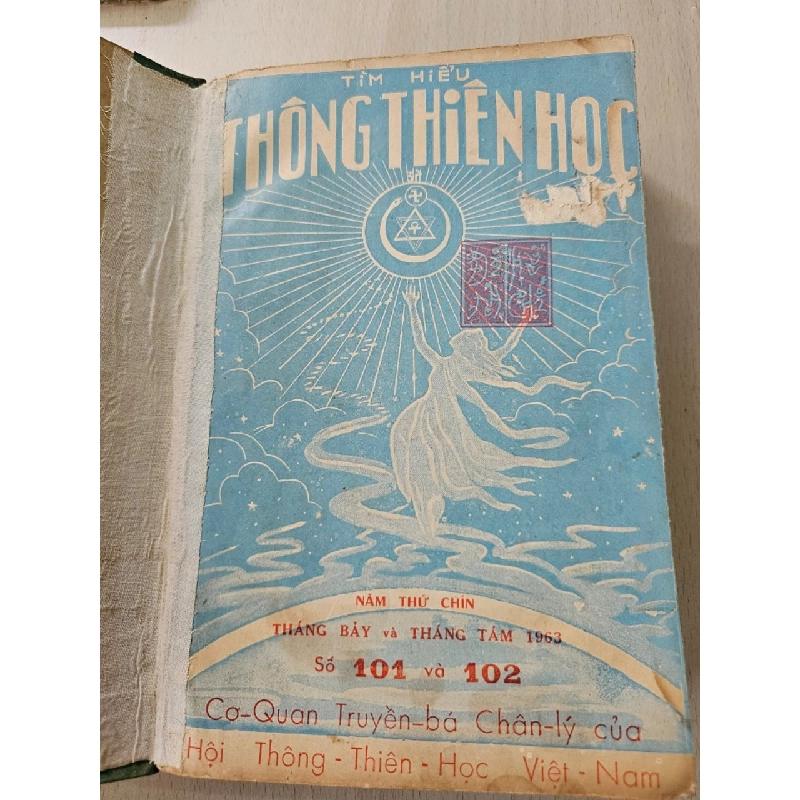 TÌM HIỂU
THÔNG THIÊN HỌC
NĂM THỨ CHÍN
THÁNG BẢY và THÁNG TÁM 1963
Số 101 và 102
Cơ-Quan Truyền-bá Chân-lý của
Hội Thông-Thiên-Học Việt-Nam